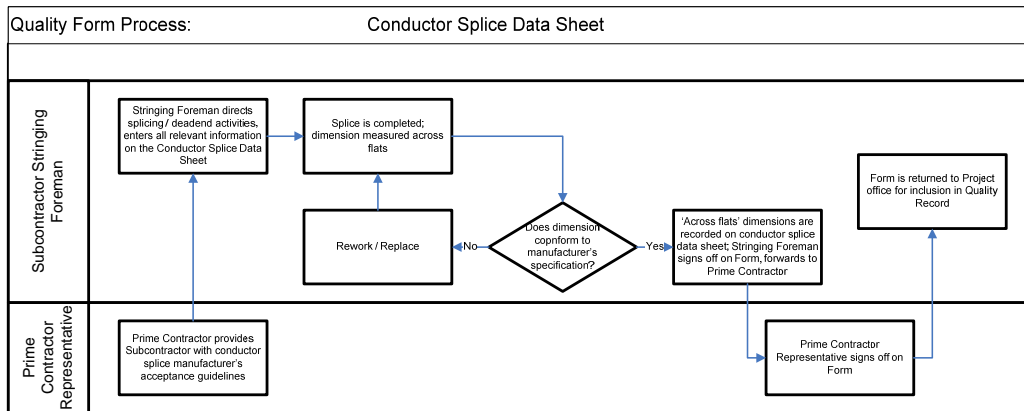 Quality Form Process: Conductor Splice Data Sheet
Subcontractor Stringing
Foreman
Stringing Foreman directs
splicing / deadend activities,
enters all relevant information
on the Conductor Splice Data
Sheet
Splice is completed;
dimension measured across
flats
Rework / Replace
No
Does dimension
copnform to
manufacturer's
specification?
Yes
'Across flats' dimensions are
recorded on conductor splice
data sheet; Stringing Foreman
signs off on Form, forwards to
Prime Contractor
Form is returned to Project
office for inclusion in Quality
Record
Prime
Contractor
Representative
Prime Contractor provides
Subcontractor with conductor
splice manufacturer's
acceptance guidelines
Prime Contractor
Representative signs off on
Form